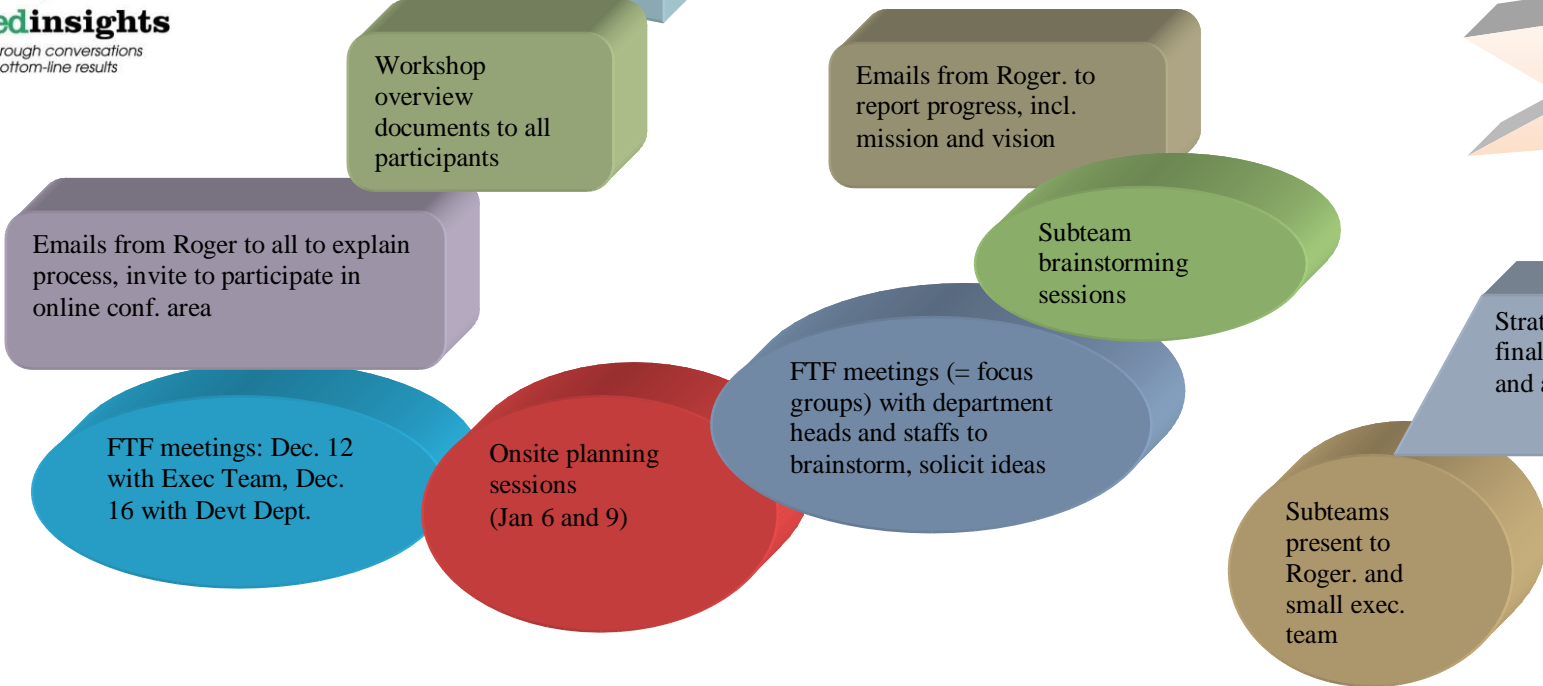 edinsights
rough conversations
ottom-line results
Workshop
overview
documents to all
participants
Emails from Roger. to
report progress, incl.
mission and vision
Emails from Roger to all to explain
process, invite to participate in
online conf. area
Subteam
brainstorming
sessions
FTF meetings (= focus
groups) with department
heads and staffs to
brainstorm, solicit ideas
Strat
final
and a
FTF meetings: Dec. 12
with Exec Team, Dec.
16 with Devt Dept.
Onsite planning
sessions
(Jan 6 and 9)
Subteams
present to
Roger. and
small exec.
team